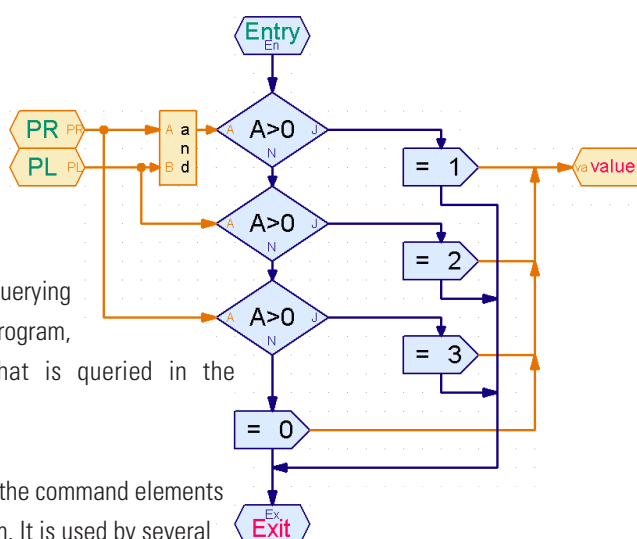 Entry
En
PR PR
PL PL
A
B
a
n
d
A A>0 J
N
= 1
va value
A A>0 J
N
= 2
A A>0 J
N
= 3
= 0
uerying
rogram,
hat is queried in the
the command elements
It is used by several
Ex
Exit